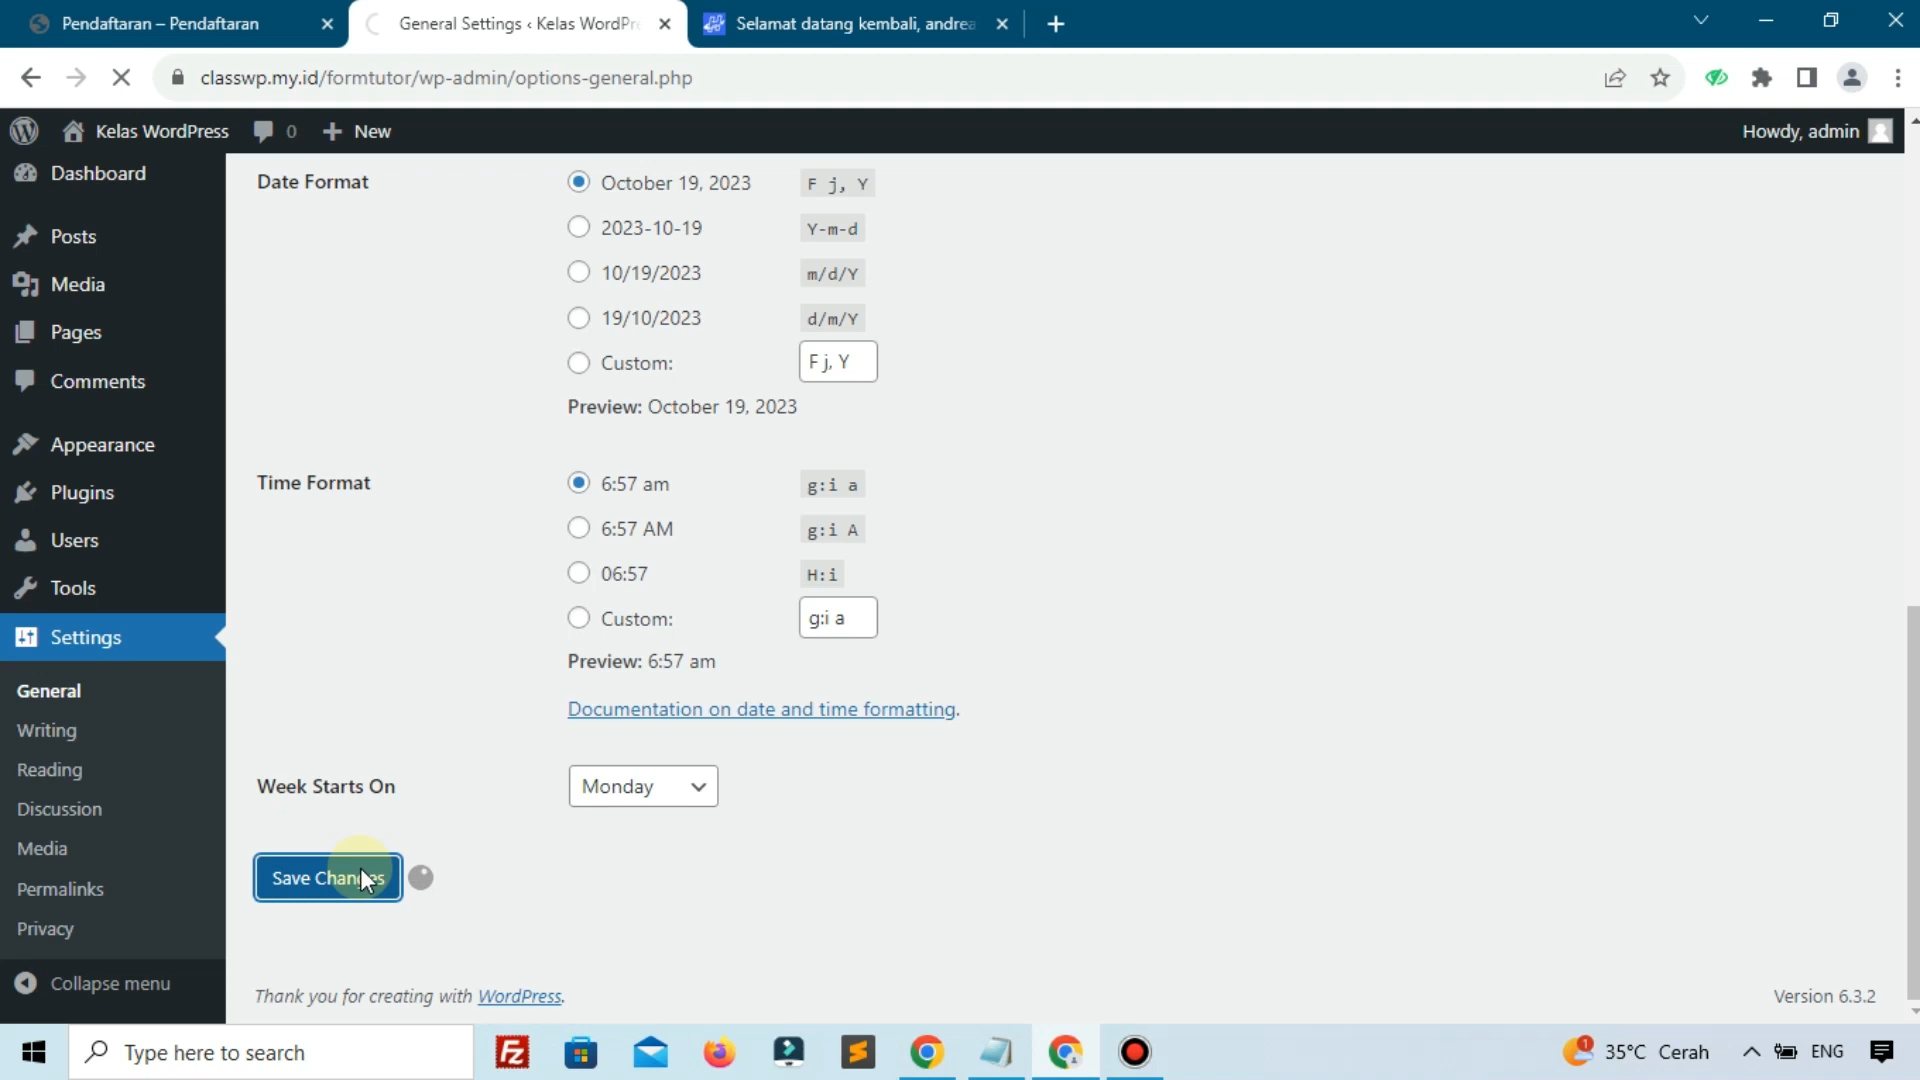 Pendaftaran – Pendaftaran
General Settings ‹ Kelas WordPre
Selamat datang kembali, andrea
classwp.my.id/formtutor/wp-admin/options-general.php
Kelas WordPress 0 New
Howdy, admin
Dashboard
Posts
Media
Pages
Comments
Appearance
Plugins
Users
Tools
Settings
General
Writing
Reading
Discussion
Media
Permalinks
Privacy
Collapse menu
Date Format
October 19, 2023 F j, Y
2023-10-19 Y-m-d
10/19/2023 m/d/Y
19/10/2023 d/m/Y
Custom: F j, Y
Preview: October 19, 2023
Time Format
6:57 am g:i a
6:57 AM g:i A
06:57 H:i
Custom: g:i a
Preview: 6:57 am
Documentation on date and time formatting.
Week Starts On
Monday
Save Changes
Thank you for creating with WordPress.
Version 6.3.2
Type here to search
1
35°C Cerah
ENG